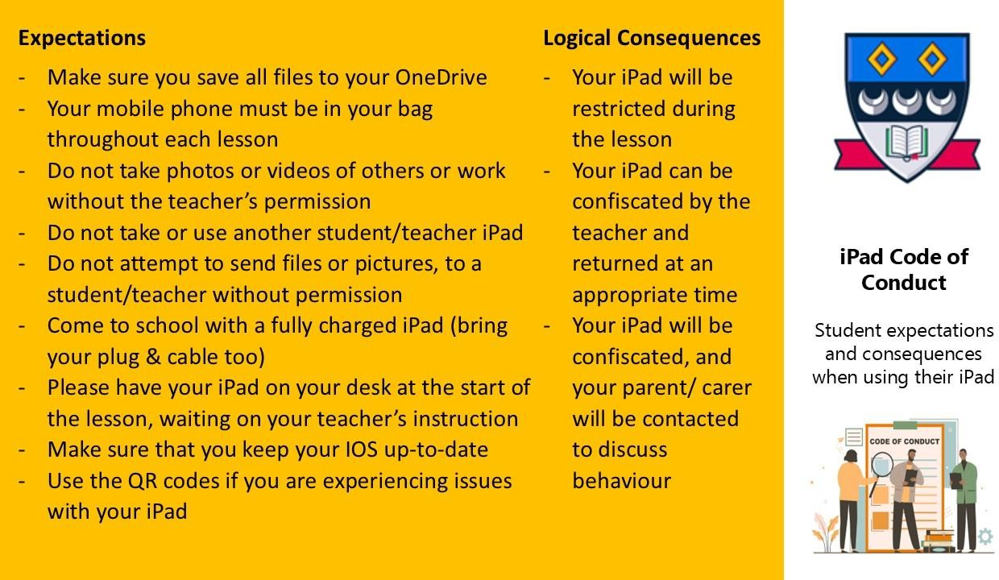 Expectations
- Make sure you save all files to your OneDrive
- Your mobile phone must be in your bag
throughout each lesson
- Do not take photos or videos of others or work
without the teacher’s permission
- Do not take or use another student/teacher iPad
- Do not attempt to send files or pictures, to a
student/teacher without permission
- Come to school with a fully charged iPad (bring
your plug & cable too)
- Please have your iPad on your desk at the start of
the lesson, waiting on your teacher’s instruction
- Make sure that you keep your IOS up-to-date
- Use the QR codes if you are experiencing issues
with your iPad
Logical Consequences
- Your iPad will be
restricted during
the lesson
- Your iPad can be
confiscated by the
teacher and
returned at an
appropriate time
- Your iPad will be
confiscated, and
your parent/ carer
will be contacted
to discuss
behaviour
iPad Code of
Conduct
Student expectations
and consequences
when using their iPad
CODE OF CONDUCT